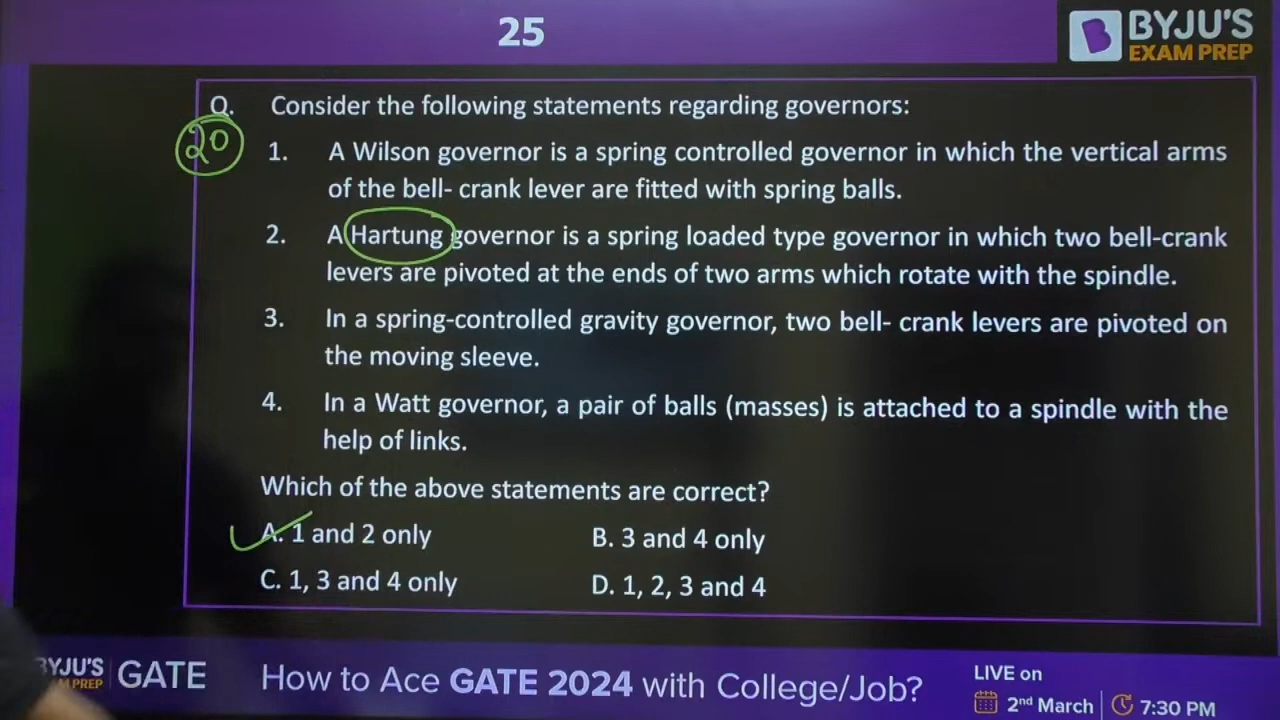 25
BYJU'S
EXAM PREP
Q. Consider the following statements regarding governors:
20
1. A Wilson governor is a spring controlled governor in which the vertical arms
of the bell- crank lever are fitted with spring balls.
2. A Hartung governor is a spring loaded type governor in which two bell-crank
levers are pivoted at the ends of two arms which rotate with the spindle.
3. In a spring-controlled gravity governor, two bell- crank levers are pivoted on
the moving sleeve.
4. In a Watt governor, a pair of balls (masses) is attached to a spindle with the
help of links.
Which of the above statements are correct?
A. 1 and 2 only B. 3 and 4 only
C. 1, 3 and 4 only D. 1, 2, 3 and 4
BYJU'S GATE How to Ace GATE 2024 with College/Job? LIVE on
PREP 2nd March 7:30 PM